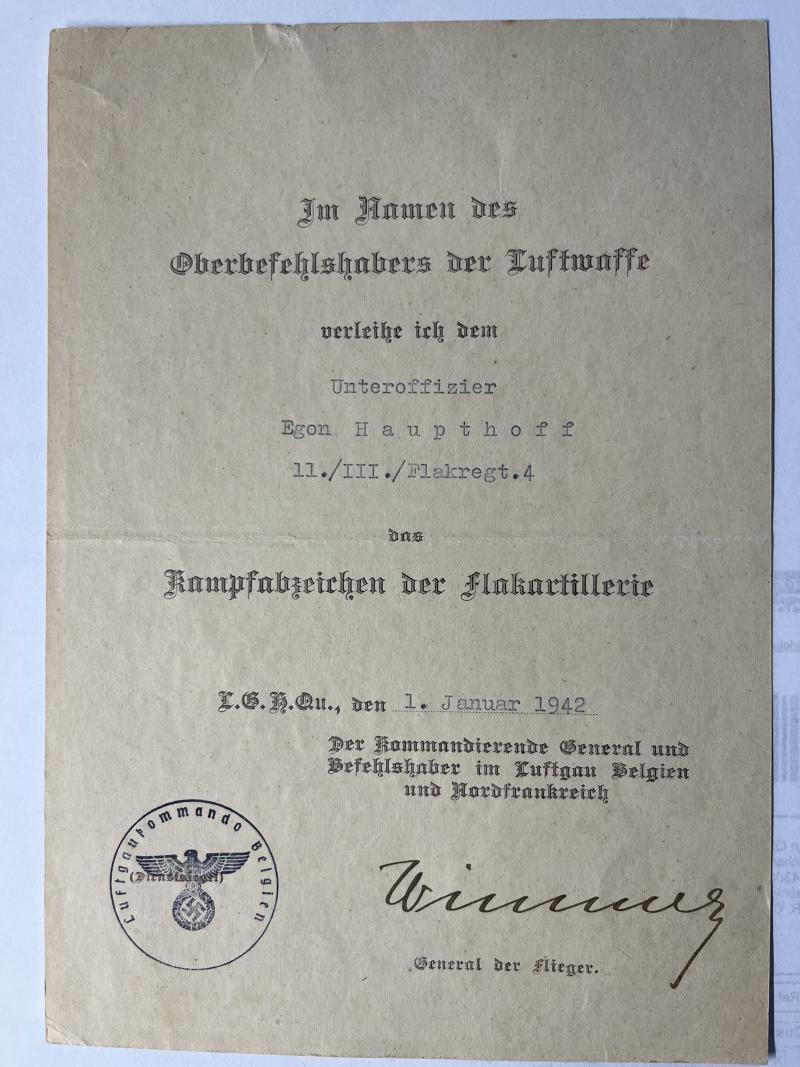 Im Namen des
Oberbefehlshabers der Luftwaffe
verleihe ich dem
Unteroffizier
Egon H a u p t h o f f
11./III./Flakregt.4
das
Kampfabzeichen der Flakartillerie
L.G.H.Qu., den 1. Januar 1942
Der Kommandierende General und
Befehlshaber im Luftgau Belgien
und Nordfrankreich
Luftgaukommando Belgien
(Dienstsiegel)
Wimmer
General der Flieger.